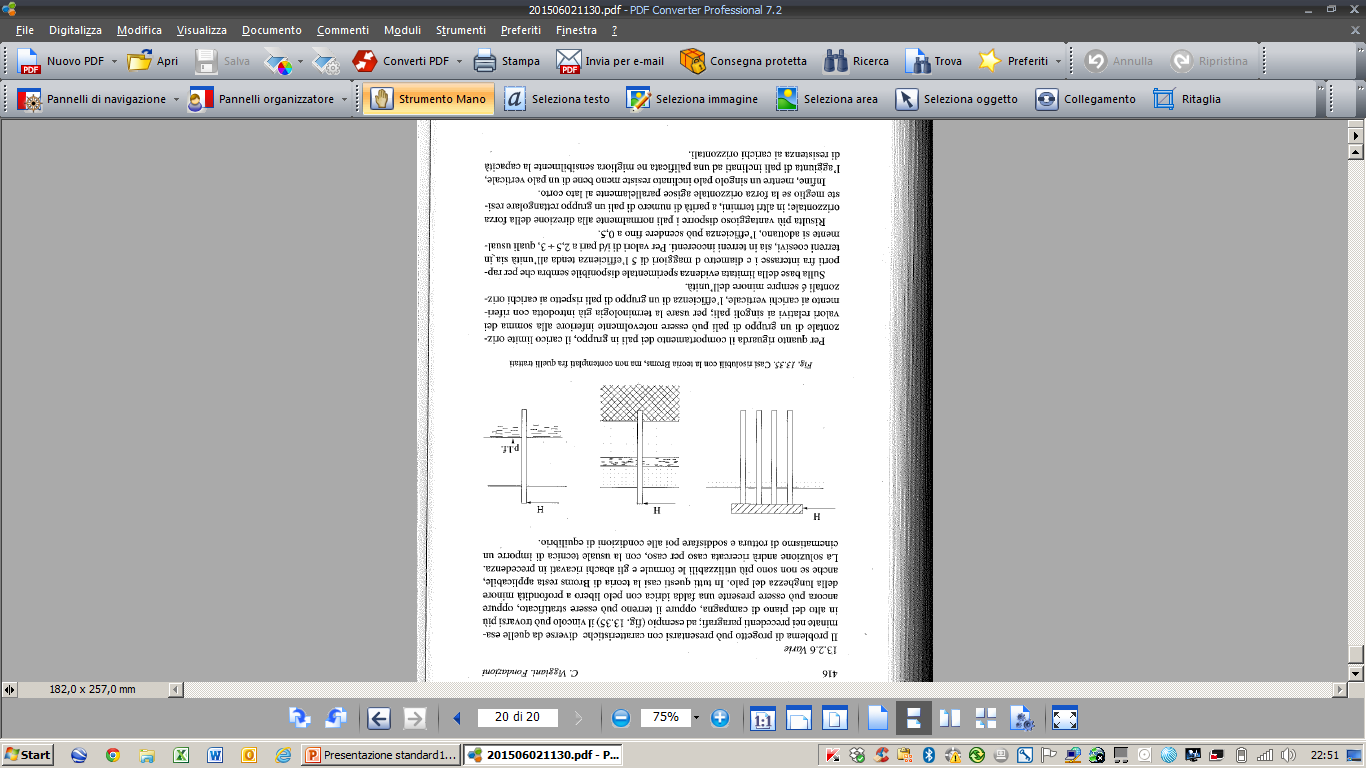 201506021130.pdf - PDF Converter Professional 7.2
File Digitalizza Modifica Visualizza Documento Commenti Moduli Strumenti Preferiti Finestra ?
Nuovo PDF Apri Salva Converti PDF Stampa Invia per e-mail Consegna protetta Ricerca Trova Preferiti Annulla Ripristina
Pannelli di navigazione Pannelli organizzatore Strumento Mano Seleziona testo Seleziona immagine Seleziona area Seleziona oggetto Collegamento Ritaglia
416 C. Viggiani. Fondazioni
13.2.6 Varie
Il problema di progetto può presentarsi con caratteristiche diverse da quelle esa-
minate nei precedenti paragrafi; ad esempio (fig. 13.35) il vincolo può trovarsi più
in alto del piano di campagna, oppure il terreno può essere stratificato, oppure
ancora può essere presente una falda idrica con pelo libero a profondità minore
della lunghezza del palo. In tutti questi casi la teoria di Broms resta applicabile,
anche se non sono più utilizzabili le formule e gli abachi ricavati in precedenza.
La soluzione andrà ricercata caso per caso, con la usuale tecnica di imporre un
cinematismo di rottura e soddisfare poi alle condizioni di equilibrio.
H
H
H
p.l.f.
Fig. 13.35. Casi risolubili con la teoria Broms, ma non contemplati fra quelli trattati
Per quanto riguarda il comportamento dei pali in gruppo, il carico limite oriz-
zontale di un gruppo di pali può essere notevolmente inferiore alla somma dei
valori relativi ai singoli pali; per usare la terminologia già introdotta con riferi-
mento ai carichi verticale, l'efficienza di un gruppo di pali rispetto ai carichi oriz-
zontali é sempre minore dell'unità.
Sulla base della limitata evidenza sperimentale disponibile sembra che per rap-
porti fra interasse i e diametro d maggiori di 5 l'efficienza tenda all'unità sia in
terreni coesivi, sia in terreni incoerenti. Per valori di i/d pari a 2,5 ÷ 3, quali usual-
mente si adottano, l'efficienza può scendere fino a 0,5.
Risulta più vantaggioso disporre i pali normalmente alla direzione della forza
orizzontale; in altri termini, a parità di numero di pali un gruppo rettangolare resi-
ste meglio se la forza orizzontale agisce parallelamente al lato corto.
Infine, mentre un singolo palo inclinato resiste meno bene di un palo verticale,
l'aggiunta di pali inclinati ad una palificata ne migliora sensibilmente la capacità
di resistenza ai carichi orizzontali.
182,0 x 257,0 mm
20 di 20 75% 1:1
Start Presentazione standard1... 201506021130.pdf - P... 22:51